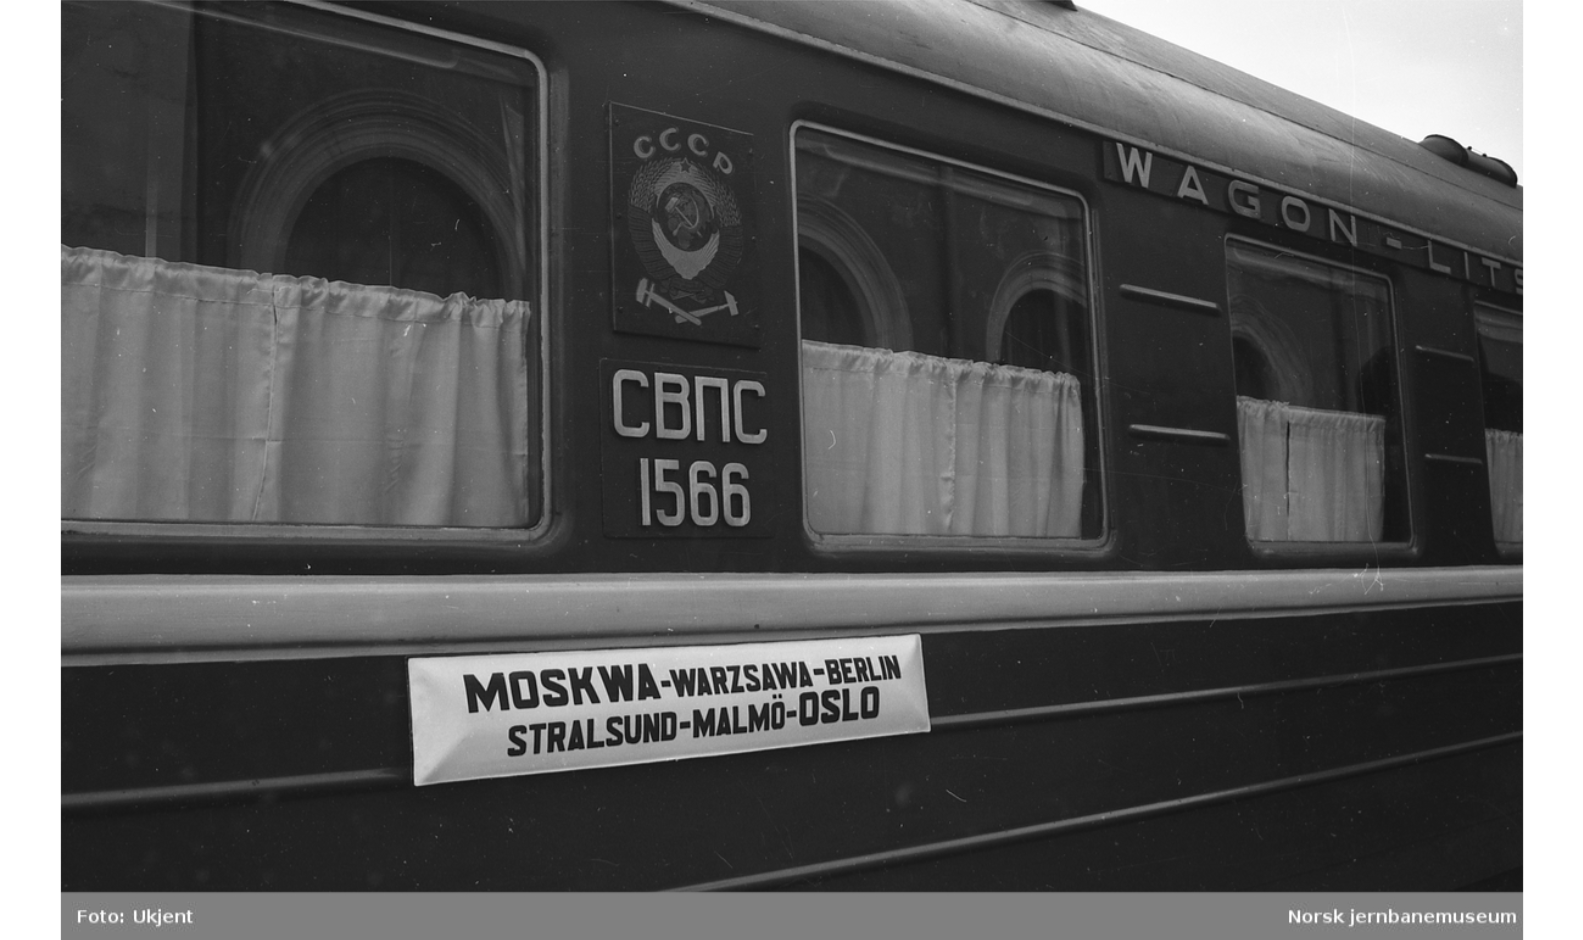 СССР
WAGON-LITS
СВПС
1566
MOSKWA-WARZSAWA-BERLIN
STRALSUND-MALMÖ-OSLO
Foto: Ukjent
Norsk jernbanemuseum